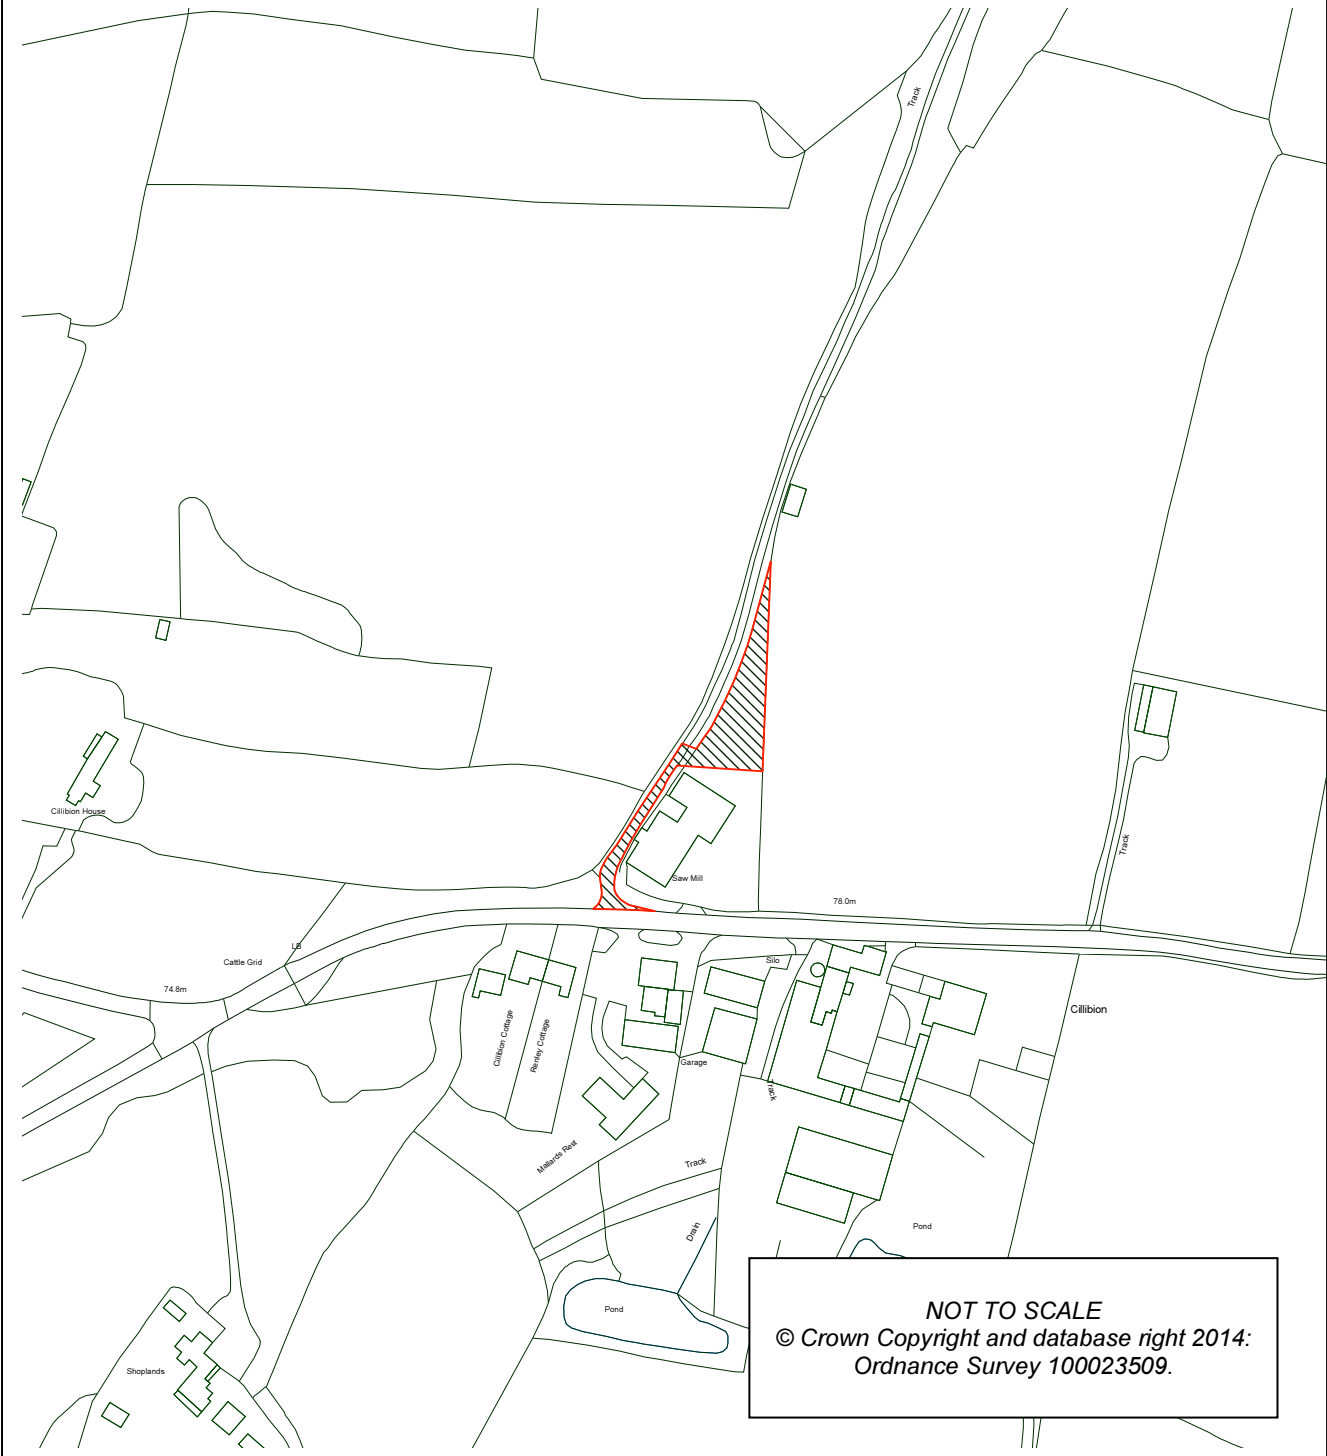 Track
Cillibion House
Saw Mill
78.0m
Track
LB
Cattle Grid
74.8m
Silo
Cillibion
Cillibion Cottage
Renley Cottage
Garage
Track
Mallards Rest
Track
Drain
Pond
Pond
Shoplands
NOT TO SCALE
© Crown Copyright and database right 2014:
Ordnance Survey 100023509.